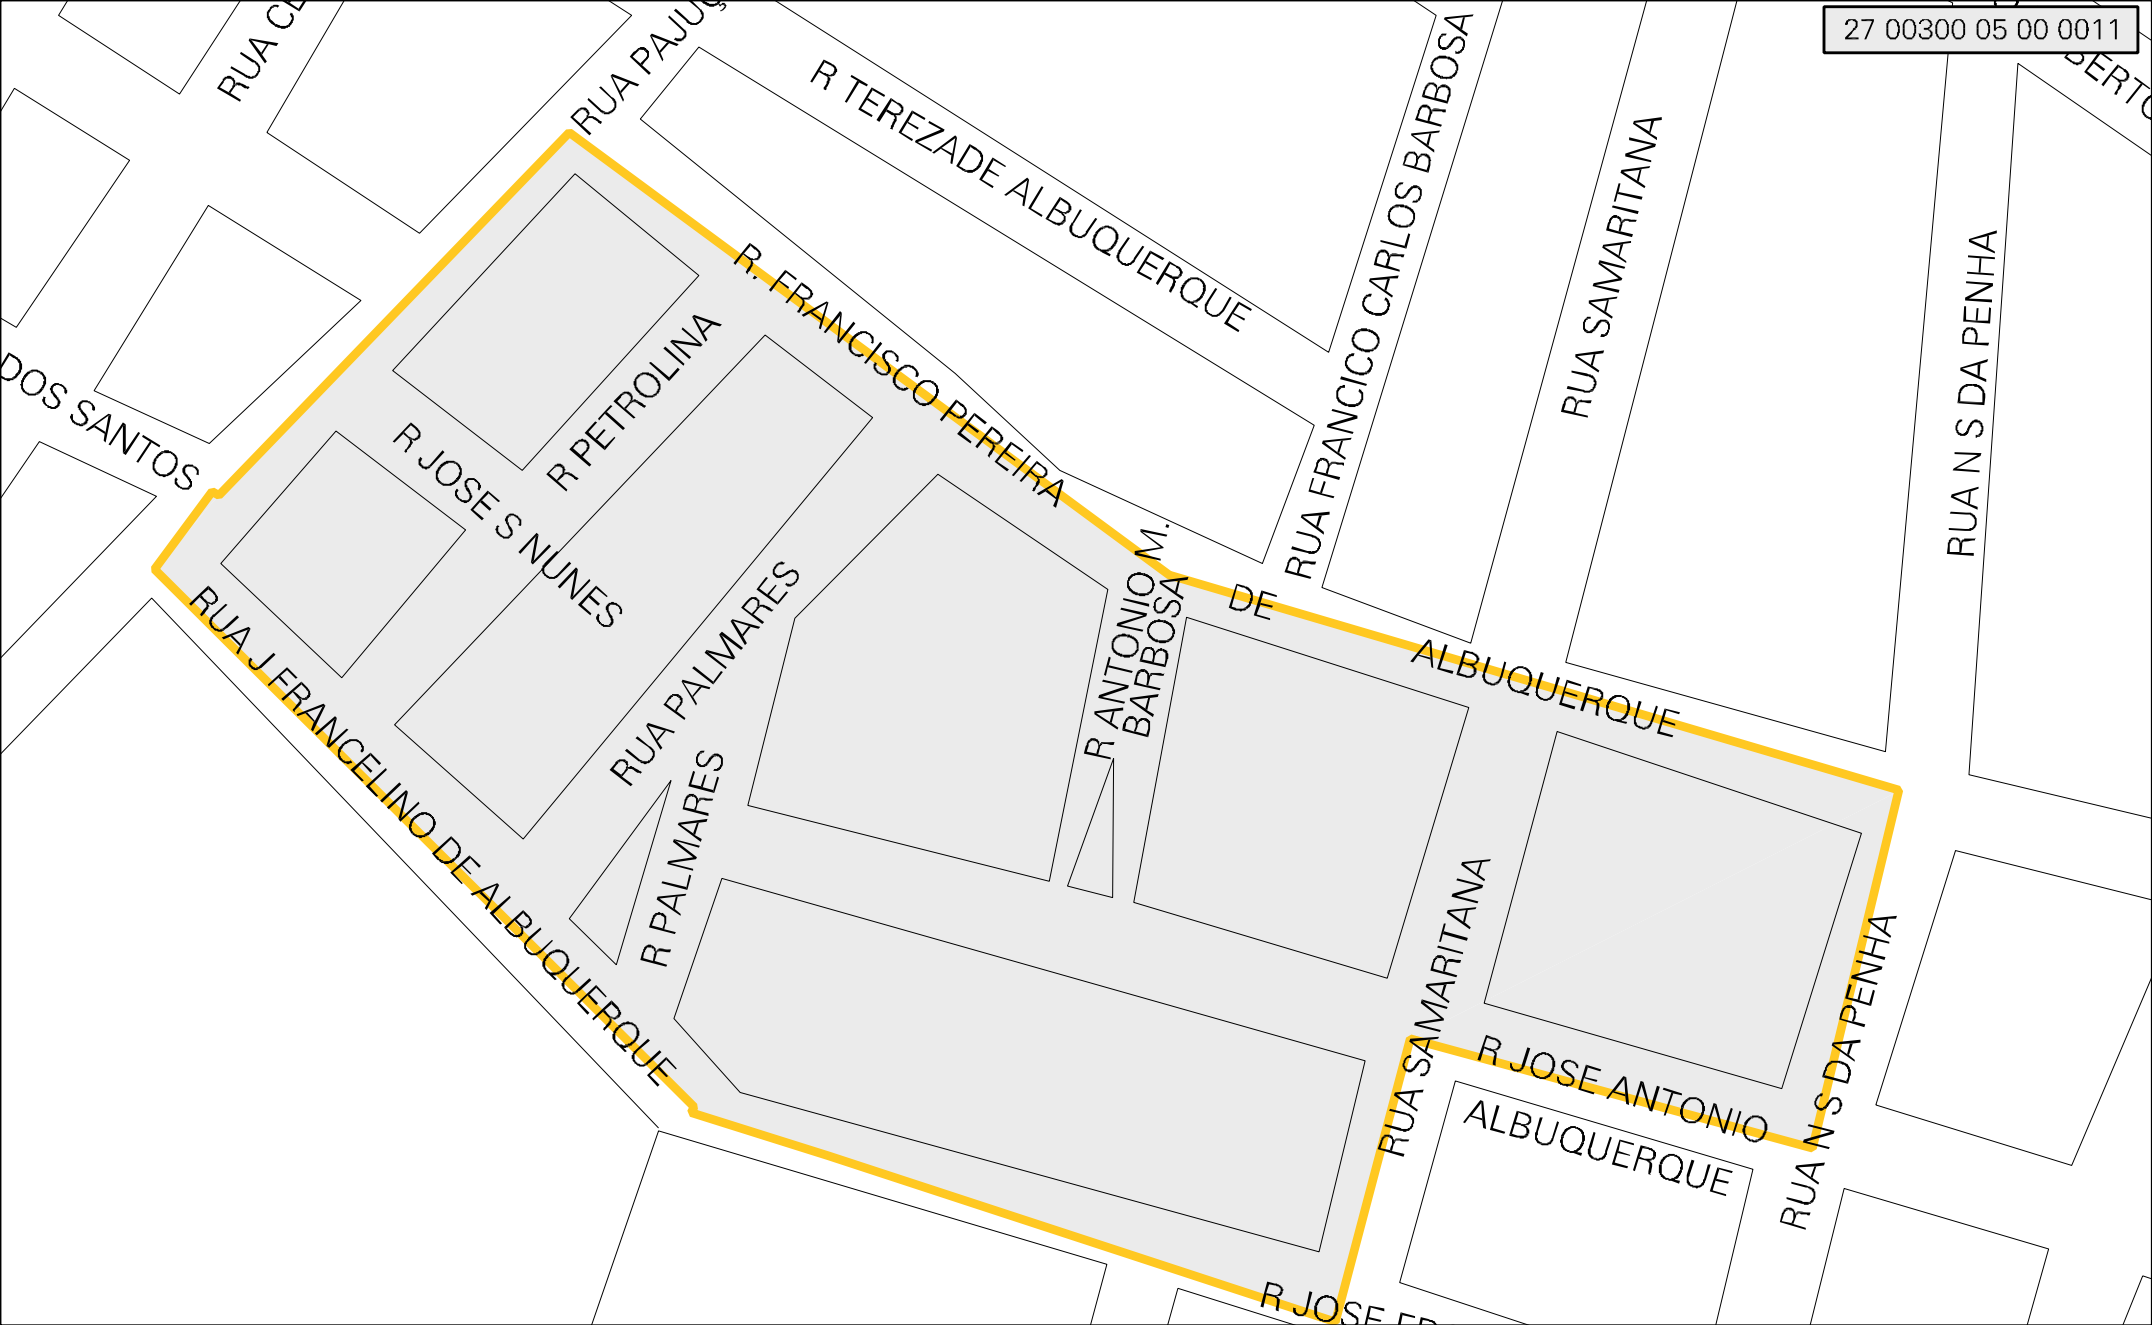 27 00300 05 00 0011
RUA
R TEREZADE ALBUQUERQUE
RUA FRANCICO CARLOS BARBOSA
RUA SAMARITANA
RUA N S DA PENHA
R. FRANCISCO PEREIRA
DE
ALBUQUERQUE
R PETROLINA
DOS SANTOS
R JOSE S NUNES
R ANTONIO M.
BARBOSA
RUA PALMARES
RUA J FRANCELINO DE ALBUQUERQUE
R PALMARES
RUA SAMARITANA
RUA N S DA PENHA
R JOSE ANTONIO
ALBUQUERQUE
R JOSE
RUA